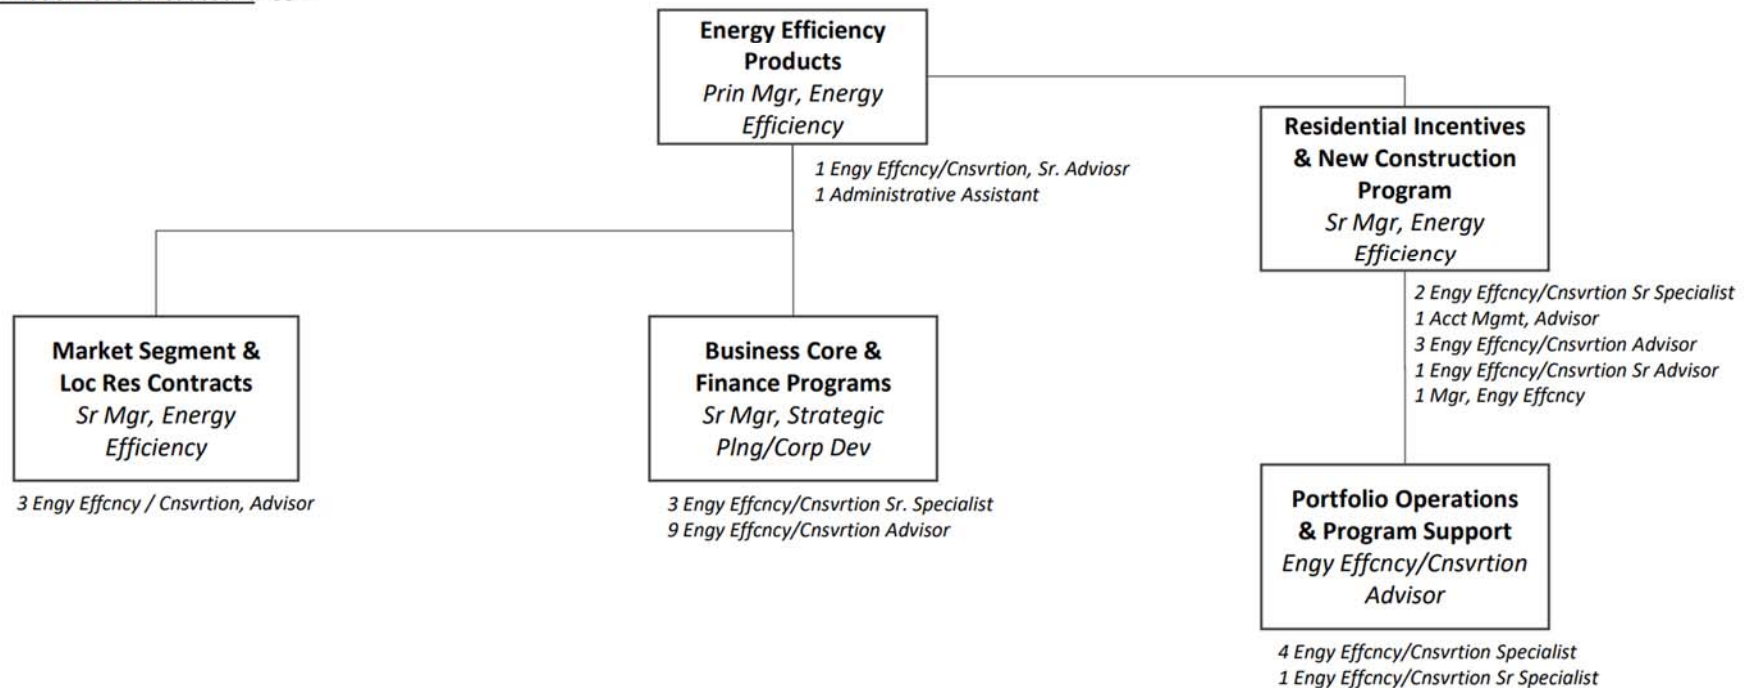 Energy Efficiency
Products
Prin Mgr, Energy
Efficiency
1 Engy Effcncy/Cnsvrtion, Sr. Adviosr
1 Administrative Assistant
Residential Incentives
& New Construction
Program
Sr Mgr, Energy
Efficiency
2 Engy Effcncy/Cnsvrtion Sr Specialist
1 Acct Mgmt, Advisor
3 Engy Effcncy/Cnsvrtion Advisor
1 Engy Effcncy/Cnsvrtion Sr Advisor
1 Mgr, Engy Effcncy
Market Segment &
Loc Res Contracts
Sr Mgr, Energy
Efficiency
3 Engy Effcncy / Cnsvrtion, Advisor
Business Core &
Finance Programs
Sr Mgr, Strategic
Plng/Corp Dev
3 Engy Effcncy/Cnsvrtion Sr. Specialist
9 Engy Effcncy/Cnsvrtion Advisor
Portfolio Operations
& Program Support
Engy Effcncy/Cnsvrtion
Advisor
4 Engy Effcncy/Cnsvrtion Specialist
1 Engy Effcncy/Cnsvrtion Sr Specialist